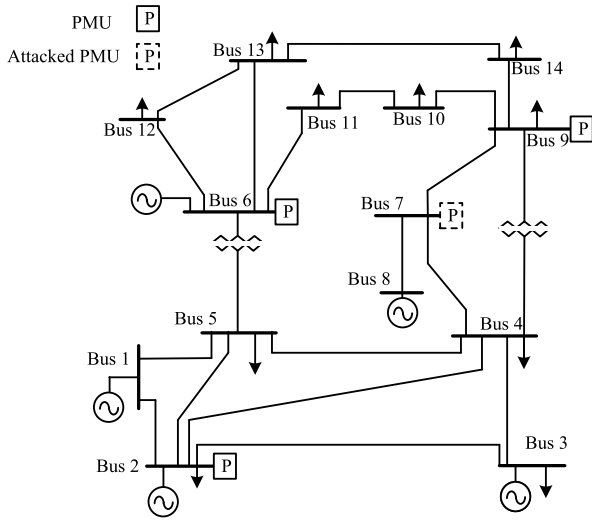 PMU P
Attacked PMU P
Bus 13
Bus 14
Bus 12
Bus 11
Bus 10
Bus 9 P
Bus 6 P
Bus 7 P
Bus 8
Bus 5
Bus 4
Bus 1
Bus 2 P
Bus 3